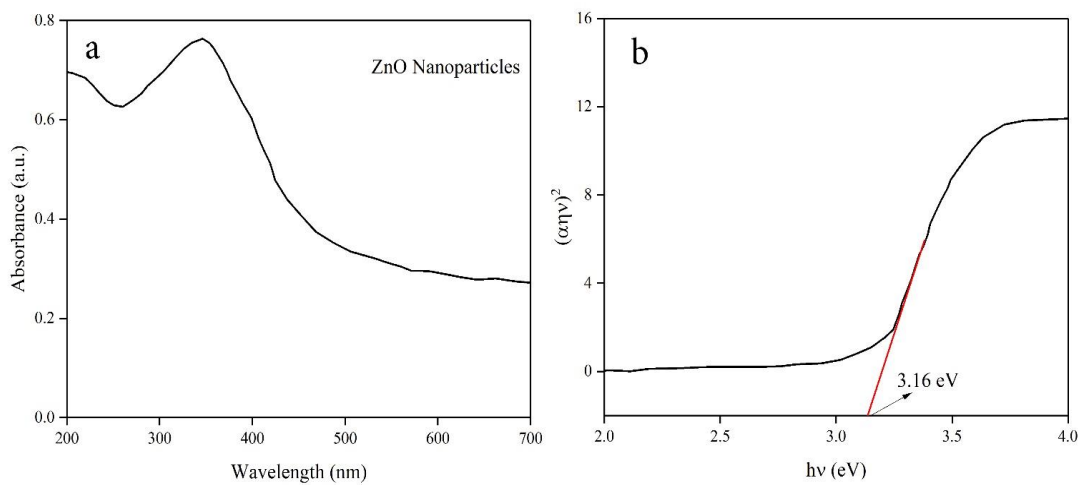 a
ZnO Nanoparticles
0.8
0.6
0.4
0.2
0.0
200 300 400 500 600 700
Absorbance (a.u.)
Wavelength (nm)
b
16
12
8
4
0
2.0 2.5 3.0 3.5 4.0
(αην)²
3.16 eV
hν (eV)